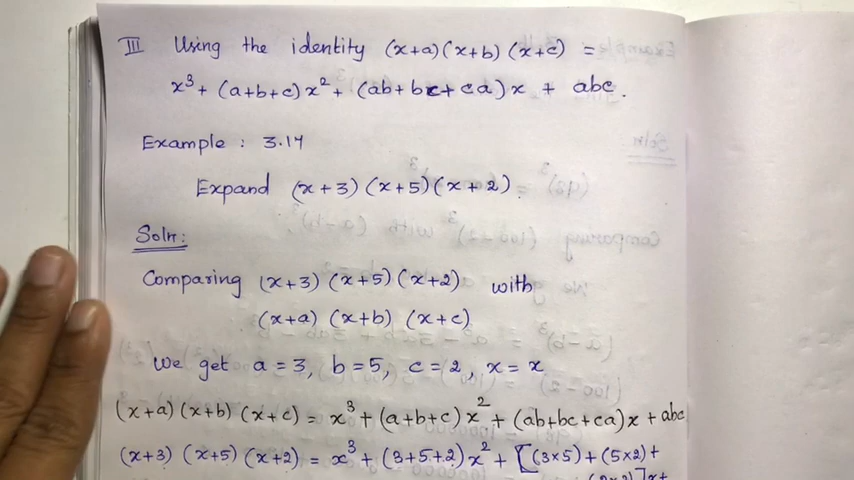 III Using the identity (x+a)(x+b)(x+c) =
x³ + (a+b+c)x² + (ab+bc+ca)x + abc.
Example : 3.14
Expand (x+3)(x+5)(x+2).
Soln:
Comparing (x+3)(x+5)(x+2) with
(x+a) (x+b) (x+c)
We get a=3, b=5, c=2, x=x
(x+a)(x+b)(x+c) = x³+(a+b+c)x²+(ab+bc+ca)x+abc
(x+3) (x+5) (x+2) = x³+(3+5+2)x²+[(3×5)+(5×2)+